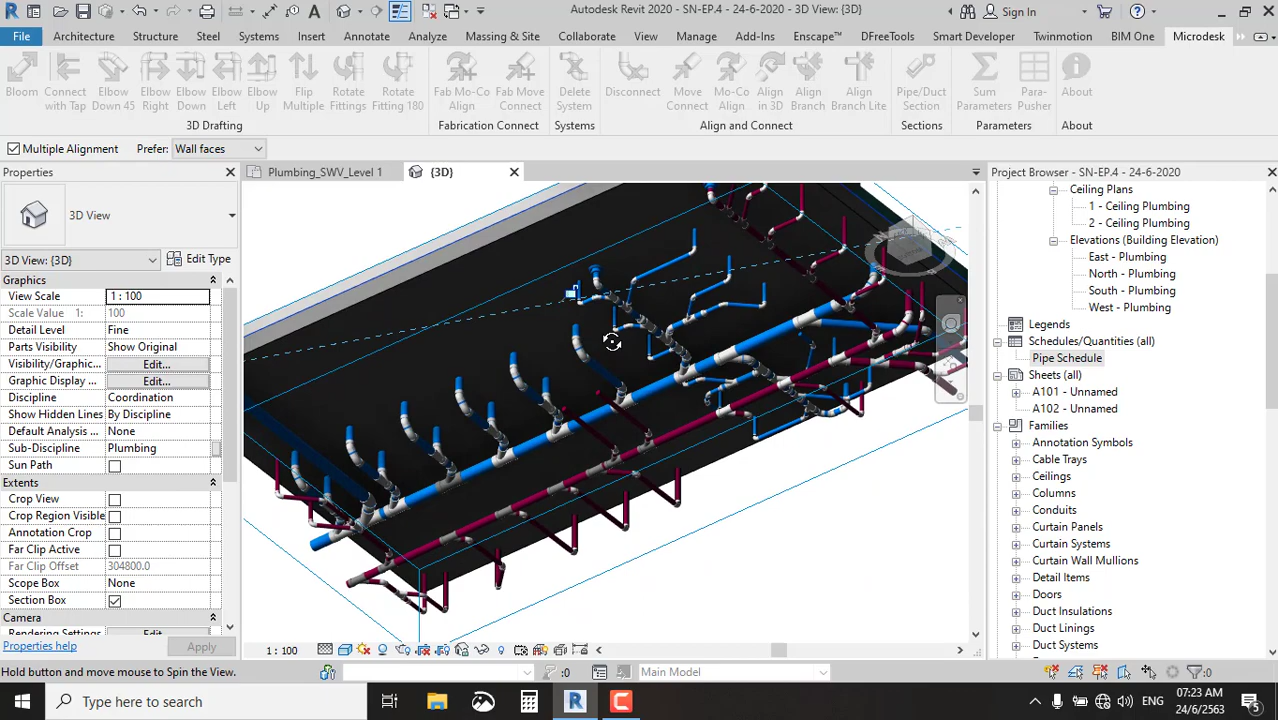 Autodesk Revit 2020 - SN-EP.4 - 24-6-2020 - 3D View: {3D}
Sign In
File Architecture Structure Steel Systems Insert Annotate Analyze Massing & Site Collaborate View Manage Add-Ins Enscape™ DFreeTools Smart Developer Twinmotion BIM One Microdesk
Bloom
Connect with Tap
Elbow Down 45
Elbow Right
Elbow Down
Elbow Left
Elbow Up
Flip Multiple
Rotate Fittings
Rotate Fitting 180
Fab Mo-Co Align
Fab Move Connect
Delete System
Disconnect
Move Connect
Mo-Co Align
Align in 3D
Align Branch
Align Branch Lite
Pipe/Duct Section
Sum Parameters
Para-Pusher
About
3D Drafting
Fabrication Connect
Systems
Align and Connect
Sections
Parameters
About
Multiple Alignment Prefer: Wall faces
Properties
3D View
3D View: {3D} Edit Type
Graphics
View Scale 1 : 100
Scale Value 1: 100
Detail Level Fine
Parts Visibility Show Original
Visibility/Graphic... Edit...
Graphic Display ... Edit...
Discipline Coordination
Show Hidden Lines By Discipline
Default Analysis ... None
Sub-Discipline Plumbing
Sun Path
Extents
Crop View
Crop Region Visible
Annotation Crop
Far Clip Active
Far Clip Offset 304800.0
Scope Box None
Section Box
Camera
Rendering Settings Edit...
Properties help Apply
Plumbing_SWV_Level 1 {3D}
Project Browser - SN-EP.4 - 24-6-2020
Ceiling Plans
1 - Ceiling Plumbing
2 - Ceiling Plumbing
Elevations (Building Elevation)
East - Plumbing
North - Plumbing
South - Plumbing
West - Plumbing
Legends
Schedules/Quantities (all)
Pipe Schedule
Sheets (all)
A101 - Unnamed
A102 - Unnamed
Families
Annotation Symbols
Cable Trays
Ceilings
Columns
Conduits
Curtain Panels
Curtain Systems
Curtain Wall Mullions
Detail Items
Doors
Duct Insulations
Duct Linings
Duct Systems
1 : 100
Hold button and move mouse to Spin the View.
:0
Main Model
:0
Type here to search
ENG
07:23 AM
24/6/2563
5